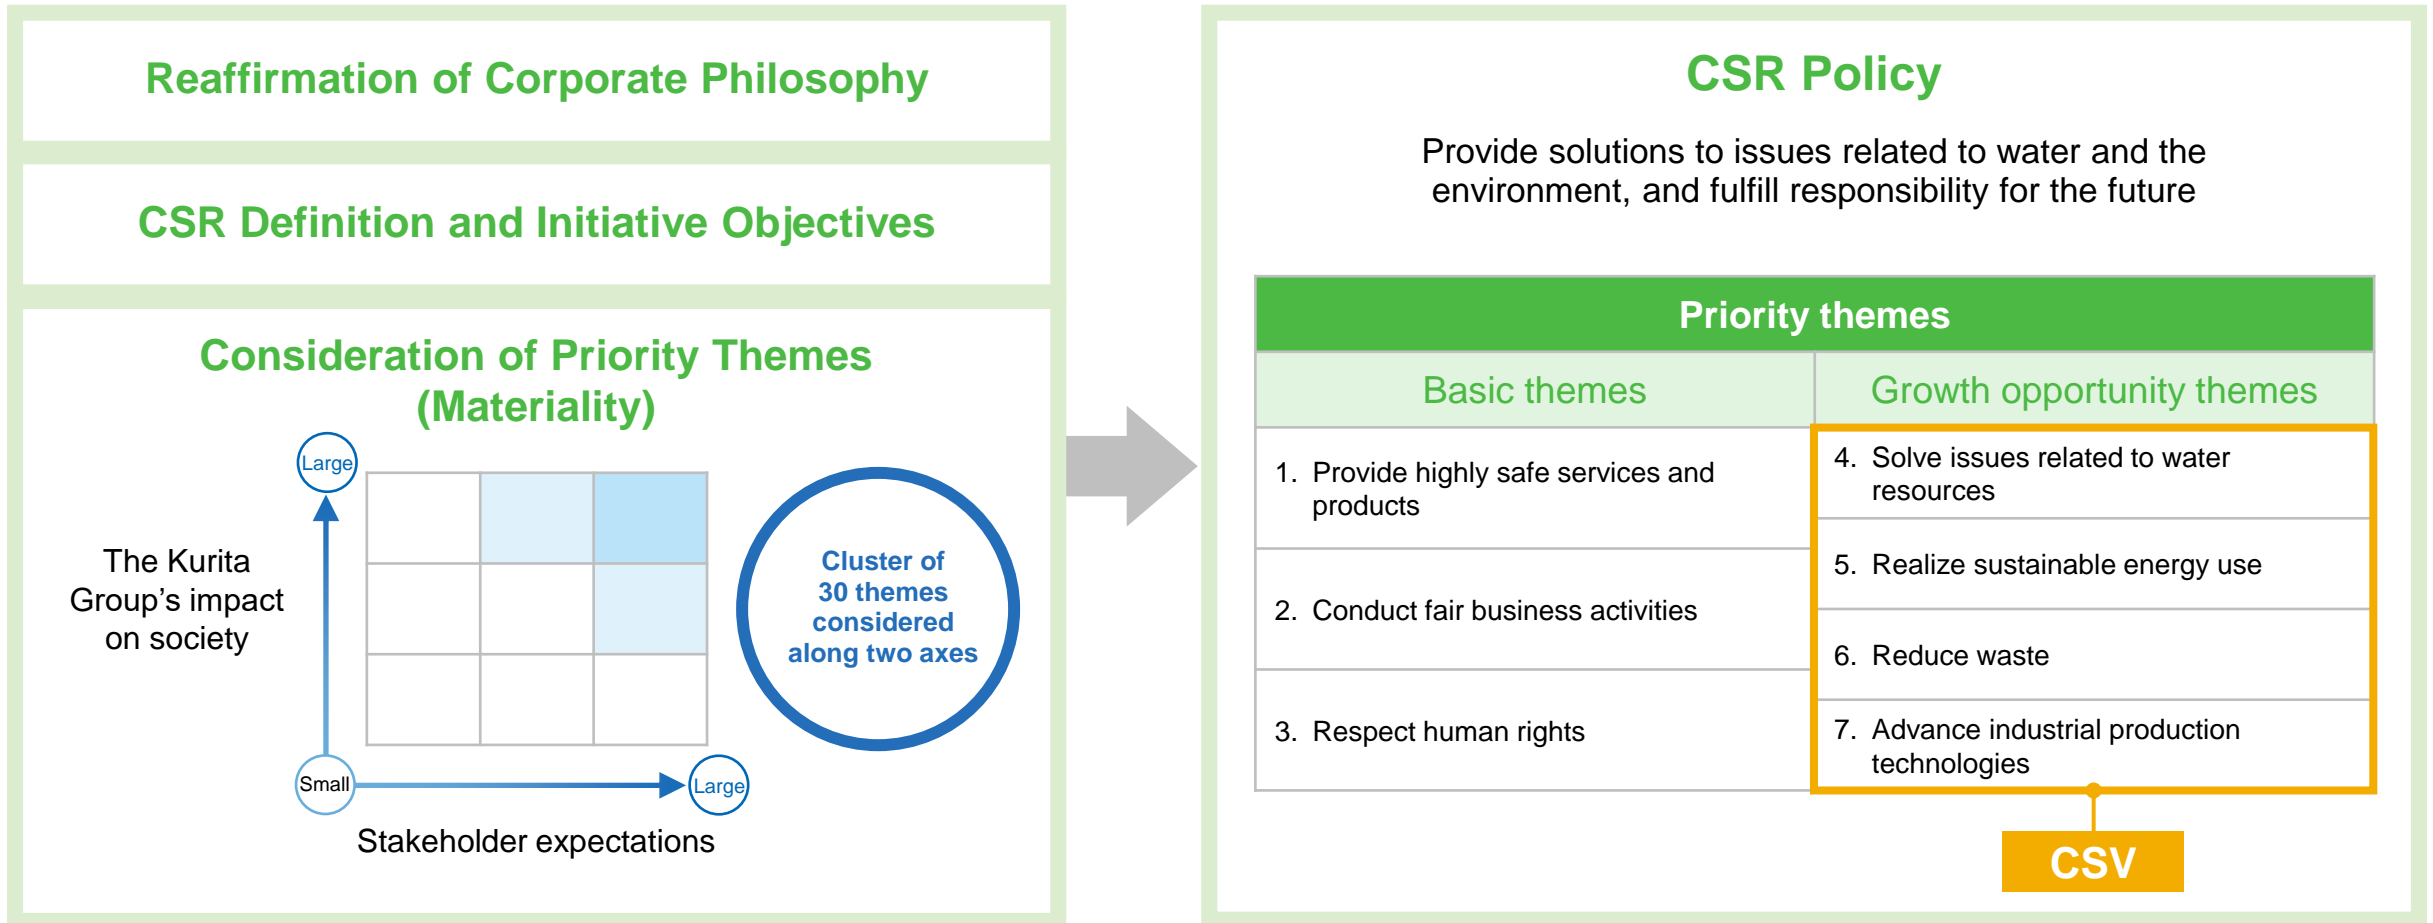 Reaffirmation of Corporate Philosophy
CSR Definition and Initiative Objectives
Consideration of Priority Themes
(Materiality)
Large
The Kurita
Group's impact
on society
Small
Large
Stakeholder expectations
Cluster of
30 themes
considered
along two axes
CSR Policy
Provide solutions to issues related to water and the
environment, and fulfill responsibility for the future
Priority themes
Basic themes
Growth opportunity themes
1. Provide highly safe services and
products
2. Conduct fair business activities
3. Respect human rights
4. Solve issues related to water
resources
5. Realize sustainable energy use
6. Reduce waste
7. Advance industrial production
technologies
CSV